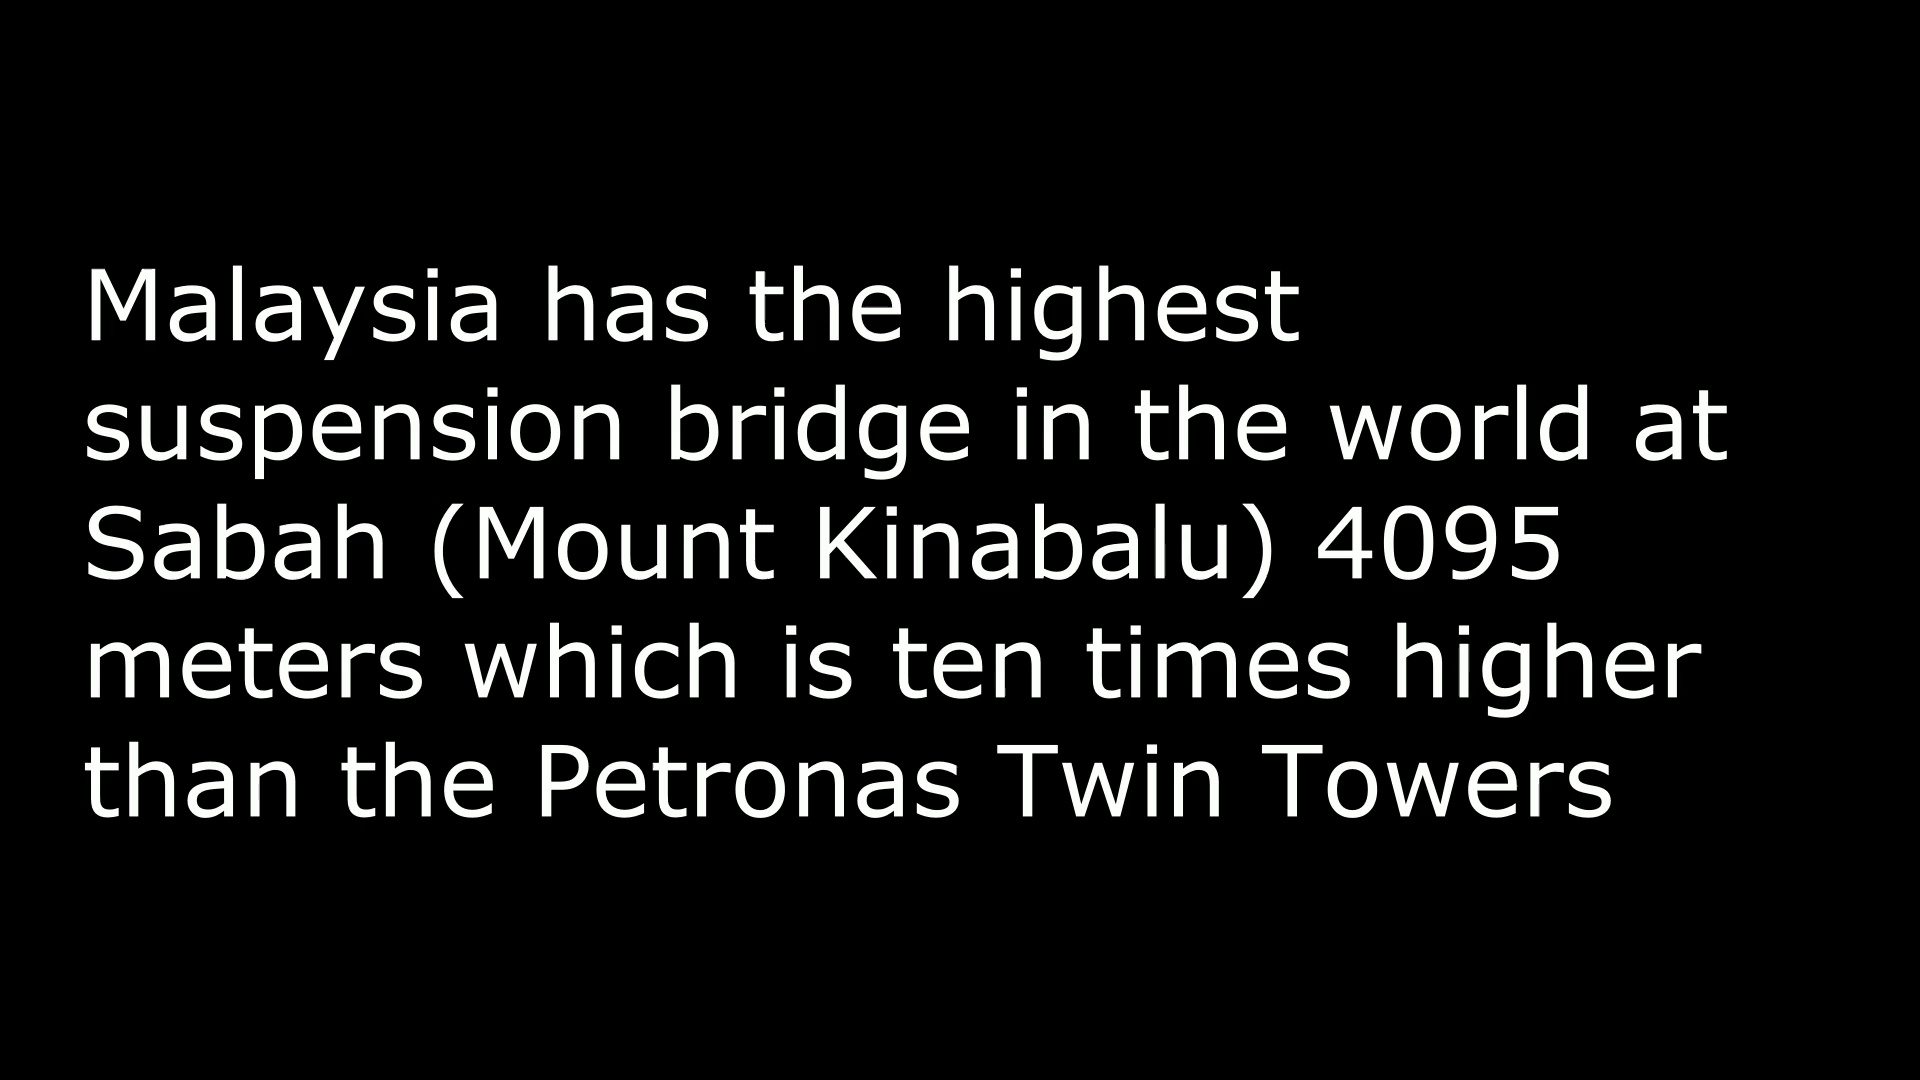 Malaysia has the highest
suspension bridge in the world at
Sabah (Mount Kinabalu) 4095
meters which is ten times higher
than the Petronas Twin Towers